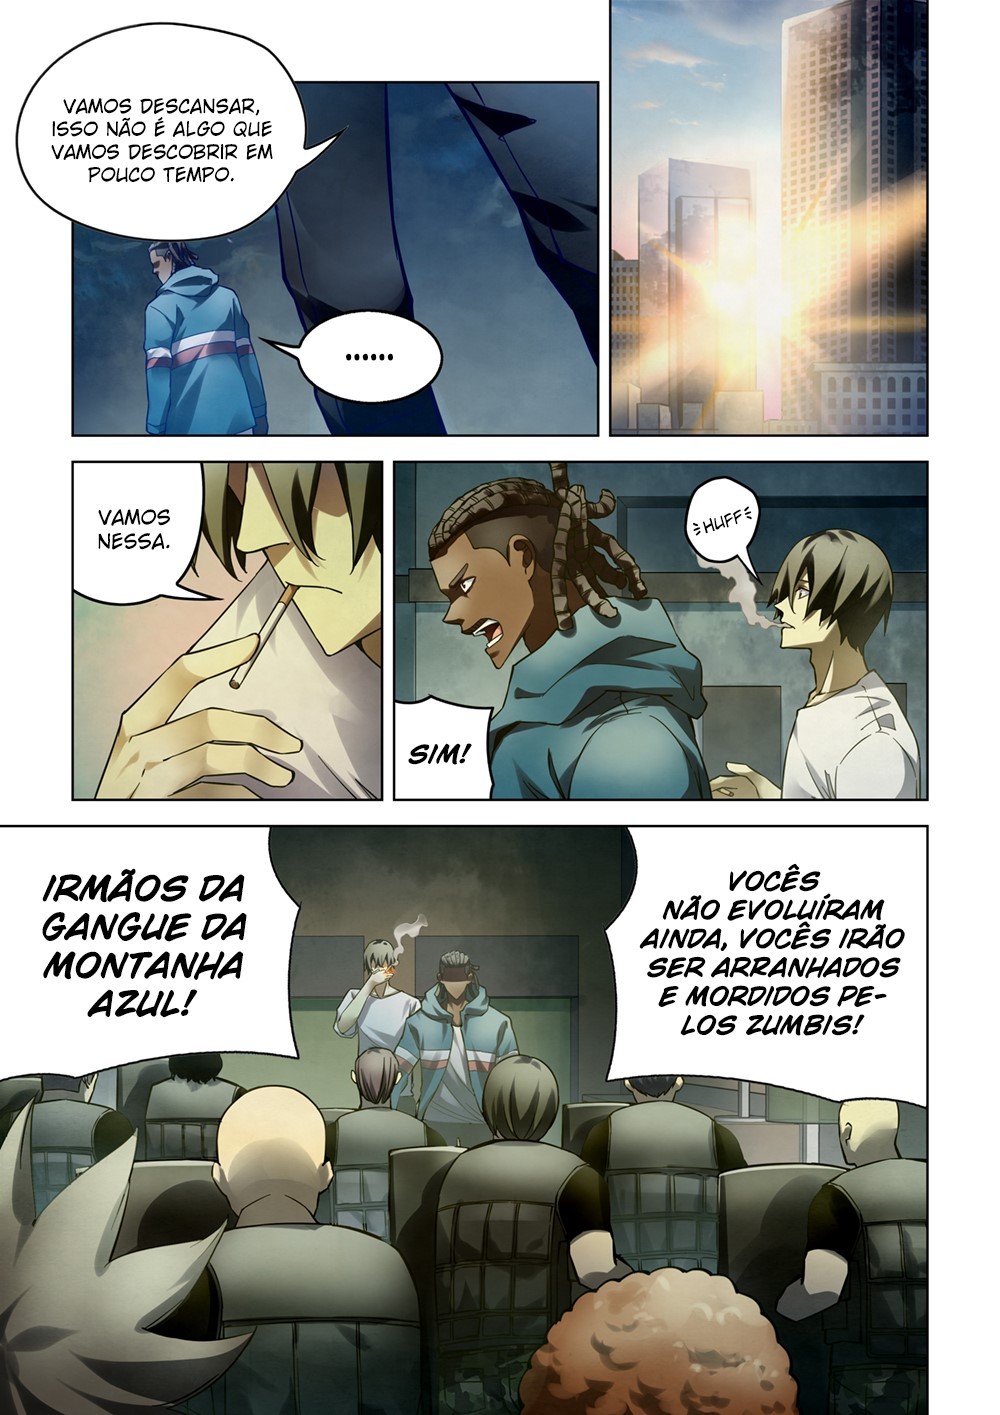 VAMOS DESCANSAR,
ISSO NÃO É ALGO QUE
VAMOS DESCOBRIR EM
POUCO TEMPO.
......
VAMOS
NESSA.
HUFF
SIM!
IRMÃOS DA
GANGUE DA
MONTANHA
AZUL!
VOCÊS
NÃO EVOLUÍRAM
AINDA, VOCÊS IRÃO
SER ARRANHADOS
E MORDIDOS PE-
LOS ZUMBIS!